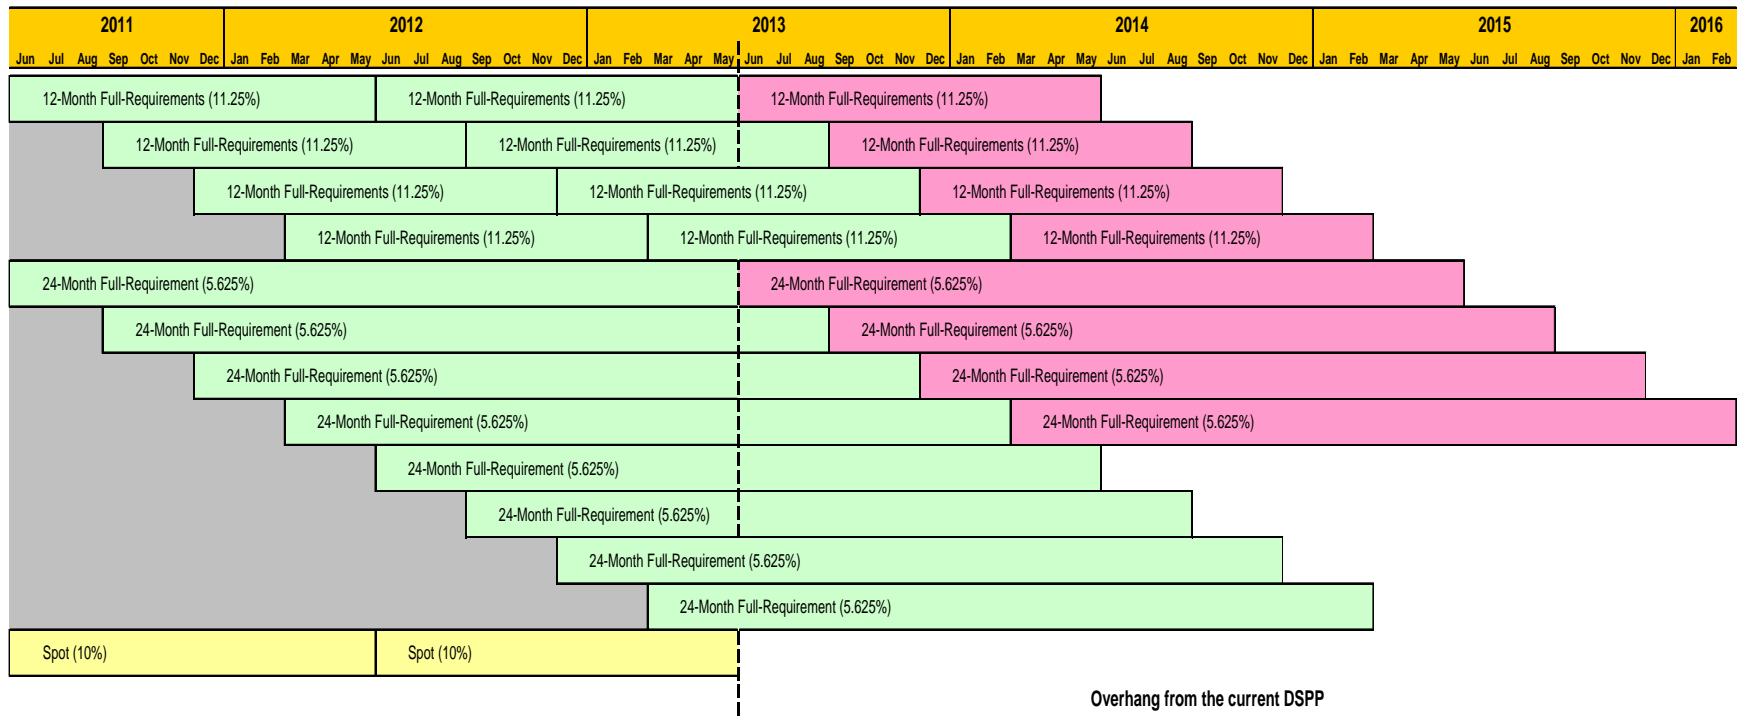 2011 2012 2013 2014 2015 2016
Jun Jul Aug Sep Oct Nov Dec Jan Feb Mar Apr May Jun Jul Aug Sep Oct Nov Dec Jan Feb Mar Apr May Jun Jul Aug Sep Oct Nov Dec Jan Feb Mar Apr May Jun Jul Aug Sep Oct Nov Dec Jan Feb Mar Apr May Jun Jul Aug Sep Oct Nov Dec Jan Feb
12-Month Full-Requirements (11.25%) 12-Month Full-Requirements (11.25%) 12-Month Full-Requirements (11.25%)
12-Month Full-Requirements (11.25%) 12-Month Full-Requirements (11.25%) 12-Month Full-Requirements (11.25%)
12-Month Full-Requirements (11.25%) 12-Month Full-Requirements (11.25%) 12-Month Full-Requirements (11.25%)
12-Month Full-Requirements (11.25%) 12-Month Full-Requirements (11.25%) 12-Month Full-Requirements (11.25%)
24-Month Full-Requirement (5.625%) 24-Month Full-Requirement (5.625%)
24-Month Full-Requirement (5.625%) 24-Month Full-Requirement (5.625%)
24-Month Full-Requirement (5.625%) 24-Month Full-Requirement (5.625%)
24-Month Full-Requirement (5.625%) 24-Month Full-Requirement (5.625%)
24-Month Full-Requirement (5.625%)
24-Month Full-Requirement (5.625%)
24-Month Full-Requirement (5.625%)
24-Month Full-Requirement (5.625%)
Spot (10%) Spot (10%)
Overhang from the current DSPP